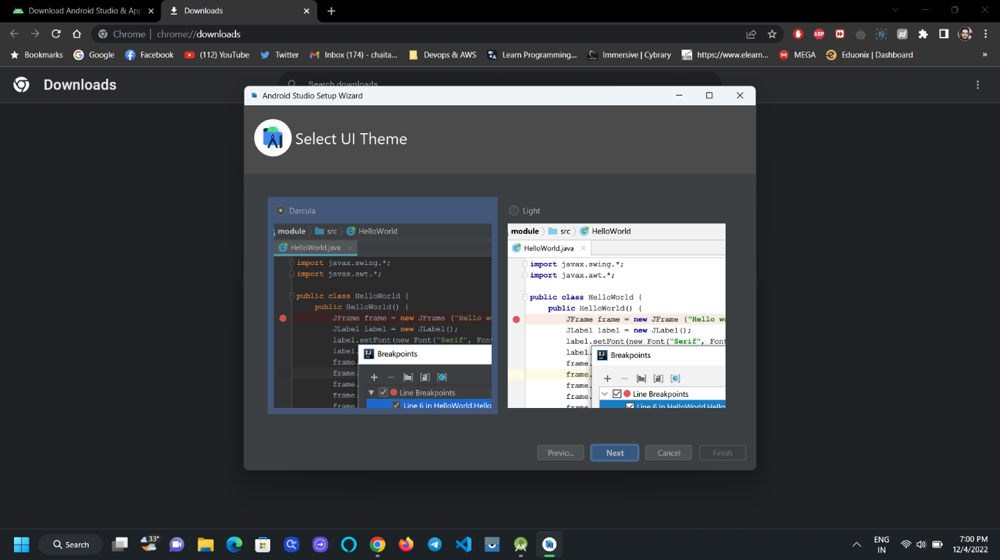 Download Android Studio & App
Downloads
Chrome
chrome://downloads
ABP
N
sd
Bookmarks
Google
Facebook
(112) YouTube
Twitter
Inbox (174) - chaita...
Devops & AWS
Learn Programming...
Immersive | Cybrary
https://www.elearn...
MEGA
Eduonix | Dashboard
»
Downloads
Search downloads
Android Studio Setup Wizard
Select UI Theme
Darcula
module
src
HelloWorld
HelloWorld.java
import javax.swing.*;
import javax.awt.*;
public class HelloWorld {
public HelloWorld() {
JFrame frame = new JFrame ("Hello wo
JLabel label = new JLabel();
label.setFont(new Font("Serif", Font
label.
frame.
frame.
frame.
frame.
frame.
Breakpoints
Line Breakpoints
Line 6 in HelloWorld.Hello
Light
module
src
HelloWorld
HelloWorld.java
import javax.swing.*;
import javax.awt.*;
public class HelloWorld {
public HelloWorld() {
JFrame frame = new JFrame ("Hello wo
JLabel label = new JLabel();
label.setFont(new Font("Serif", Font
label.
frame.
frame.
frame.
frame.
frame.
Breakpoints
Line Breakpoints
Line 6 in HelloWorld.Hello
Previo...
Next
Cancel
Finish
Search
33°
ENG
IN
7:00 PM
12/4/2022